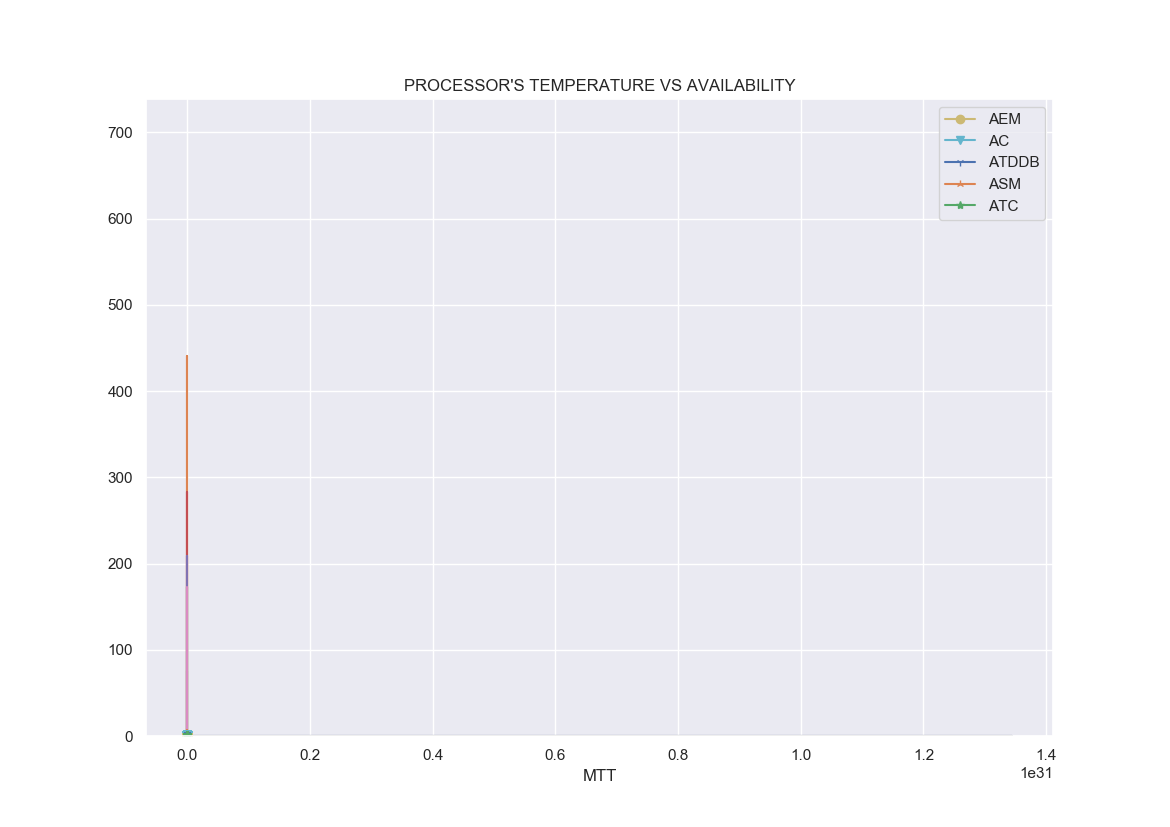 PROCESSOR'S TEMPERATURE VS AVAILABILITY
AEM
AC
ATDDB
ASM
ATC
700
600
500
400
300
200
100
0
0.0 0.2 0.4 0.6 0.8 1.0 1.2 1.4
1e31
MTT